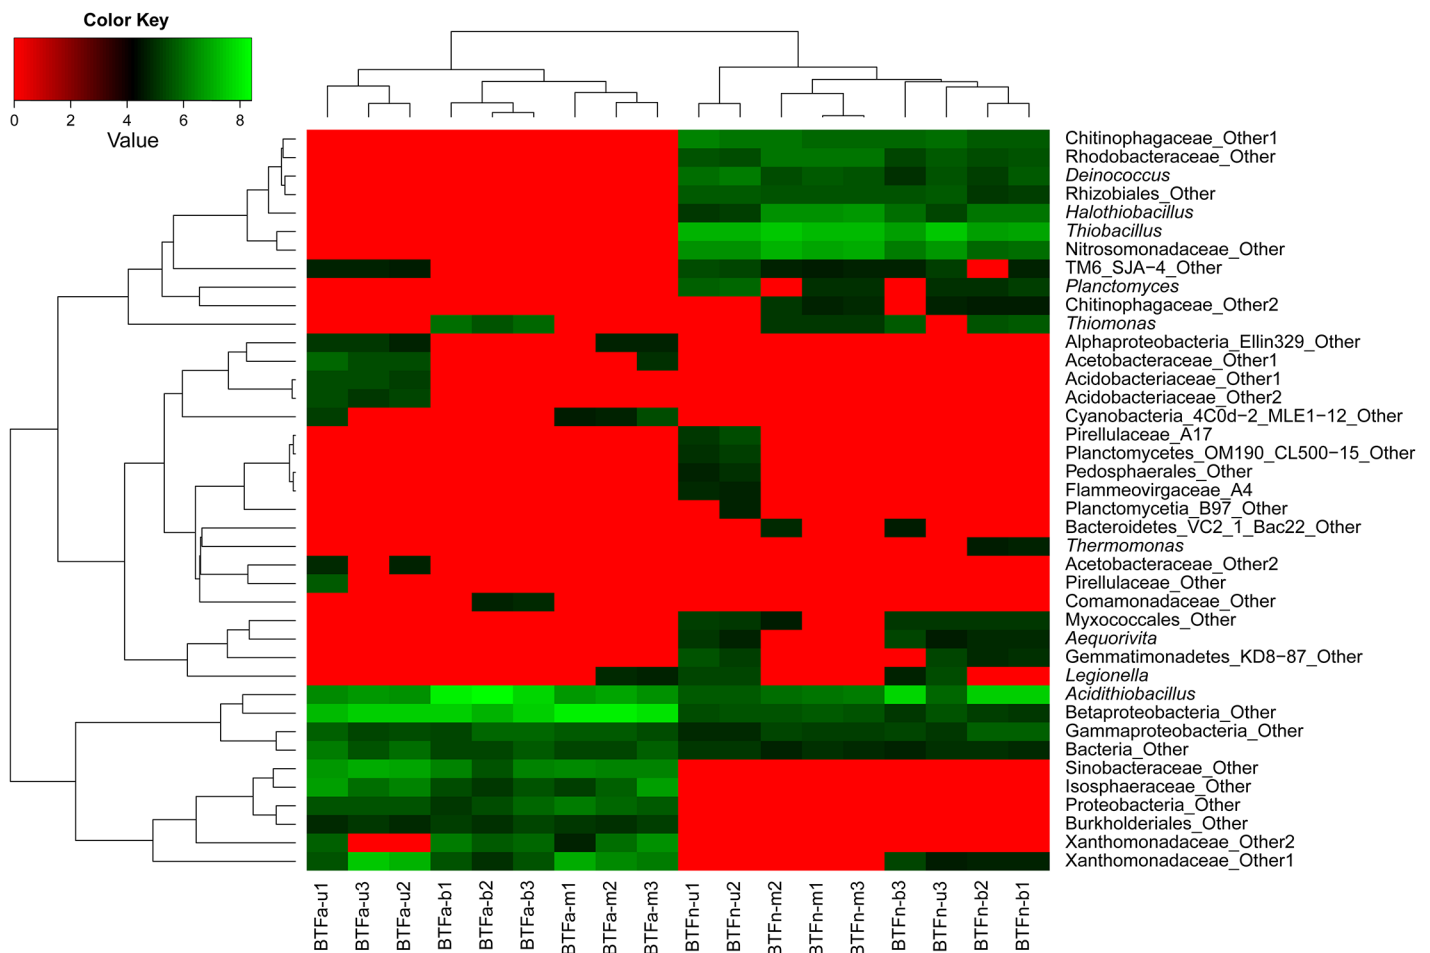 Color Key
0 2 4 6 8
Value
Chitinophagaceae_Other1
Rhodobacteraceae_Other
Deinococcus
Rhizobiales_Other
Halothiobacillus
Thiobacillus
Nitrosomonadaceae_Other
TM6_SJA−4_Other
Planctomyces
Chitinophagaceae_Other2
Thiomonas
Alphaproteobacteria_Ellin329_Other
Acetobacteraceae_Other1
Acidobacteriaceae_Other1
Acidobacteriaceae_Other2
Cyanobacteria_4C0d−2_MLE1−12_Other
Pirellulaceae_A17
Planctomycetes_OM190_CL500−15_Other
Pedosphaerales_Other
Flammeovirgaceae_A4
Planctomycetia_B97_Other
Bacteroidetes_VC2_1_Bac22_Other
Thermomonas
Acetobacteraceae_Other2
Pirellulaceae_Other
Comamonadaceae_Other
Myxococcales_Other
Aequorivita
Gemmatimonadetes_KD8−87_Other
Legionella
Acidithiobacillus
Betaproteobacteria_Other
Gammaproteobacteria_Other
Bacteria_Other
Sinobacteraceae_Other
Isosphaeraceae_Other
Proteobacteria_Other
Burkholderiales_Other
Xanthomonadaceae_Other2
Xanthomonadaceae_Other1
BTFa-u1
BTFa-u3
BTFa-u2
BTFa-b1
BTFa-b2
BTFa-b3
BTFa-m1
BTFa-m2
BTFa-m3
BTFn-u1
BTFn-u2
BTFn-m2
BTFn-m1
BTFn-m3
BTFn-b3
BTFn-u3
BTFn-b2
BTFn-b1